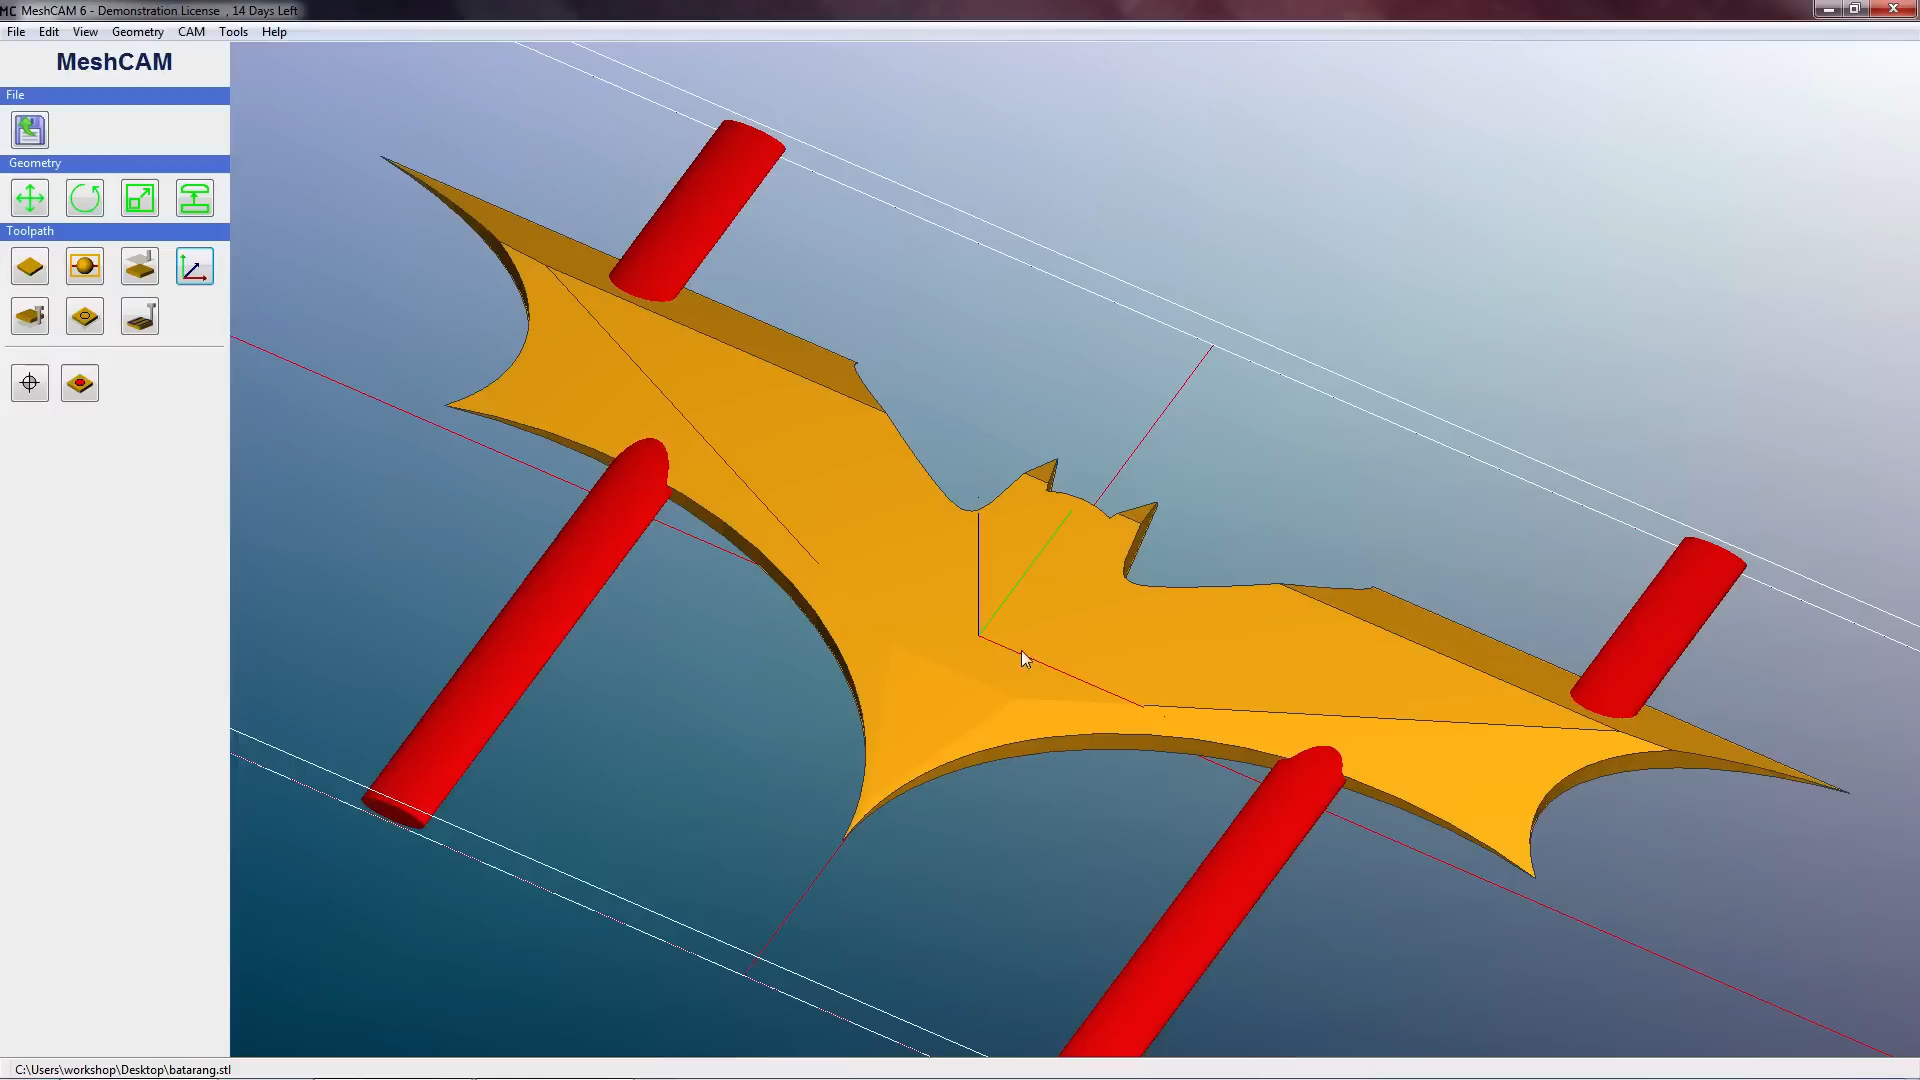 MC MeshCAM 6 - Demonstration License , 14 Days Left
File Edit View Geometry CAM Tools Help
MeshCAM
File
Geometry
Toolpath
C:\Users\workshop\Desktop\batarang.stl